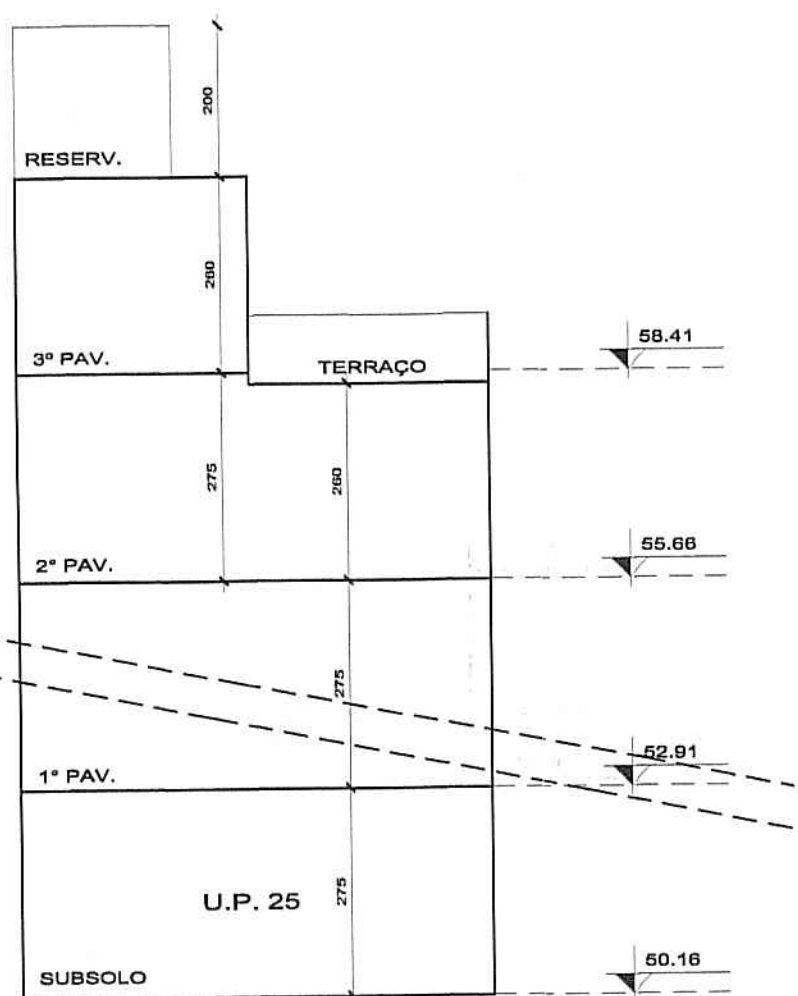 200
RESERV.
260
58.41
3º PAV.
TERRAÇO
275
260
55.66
2º PAV.
275
52.91
1º PAV.
U.P. 25
275
50.16
SUBSOLO